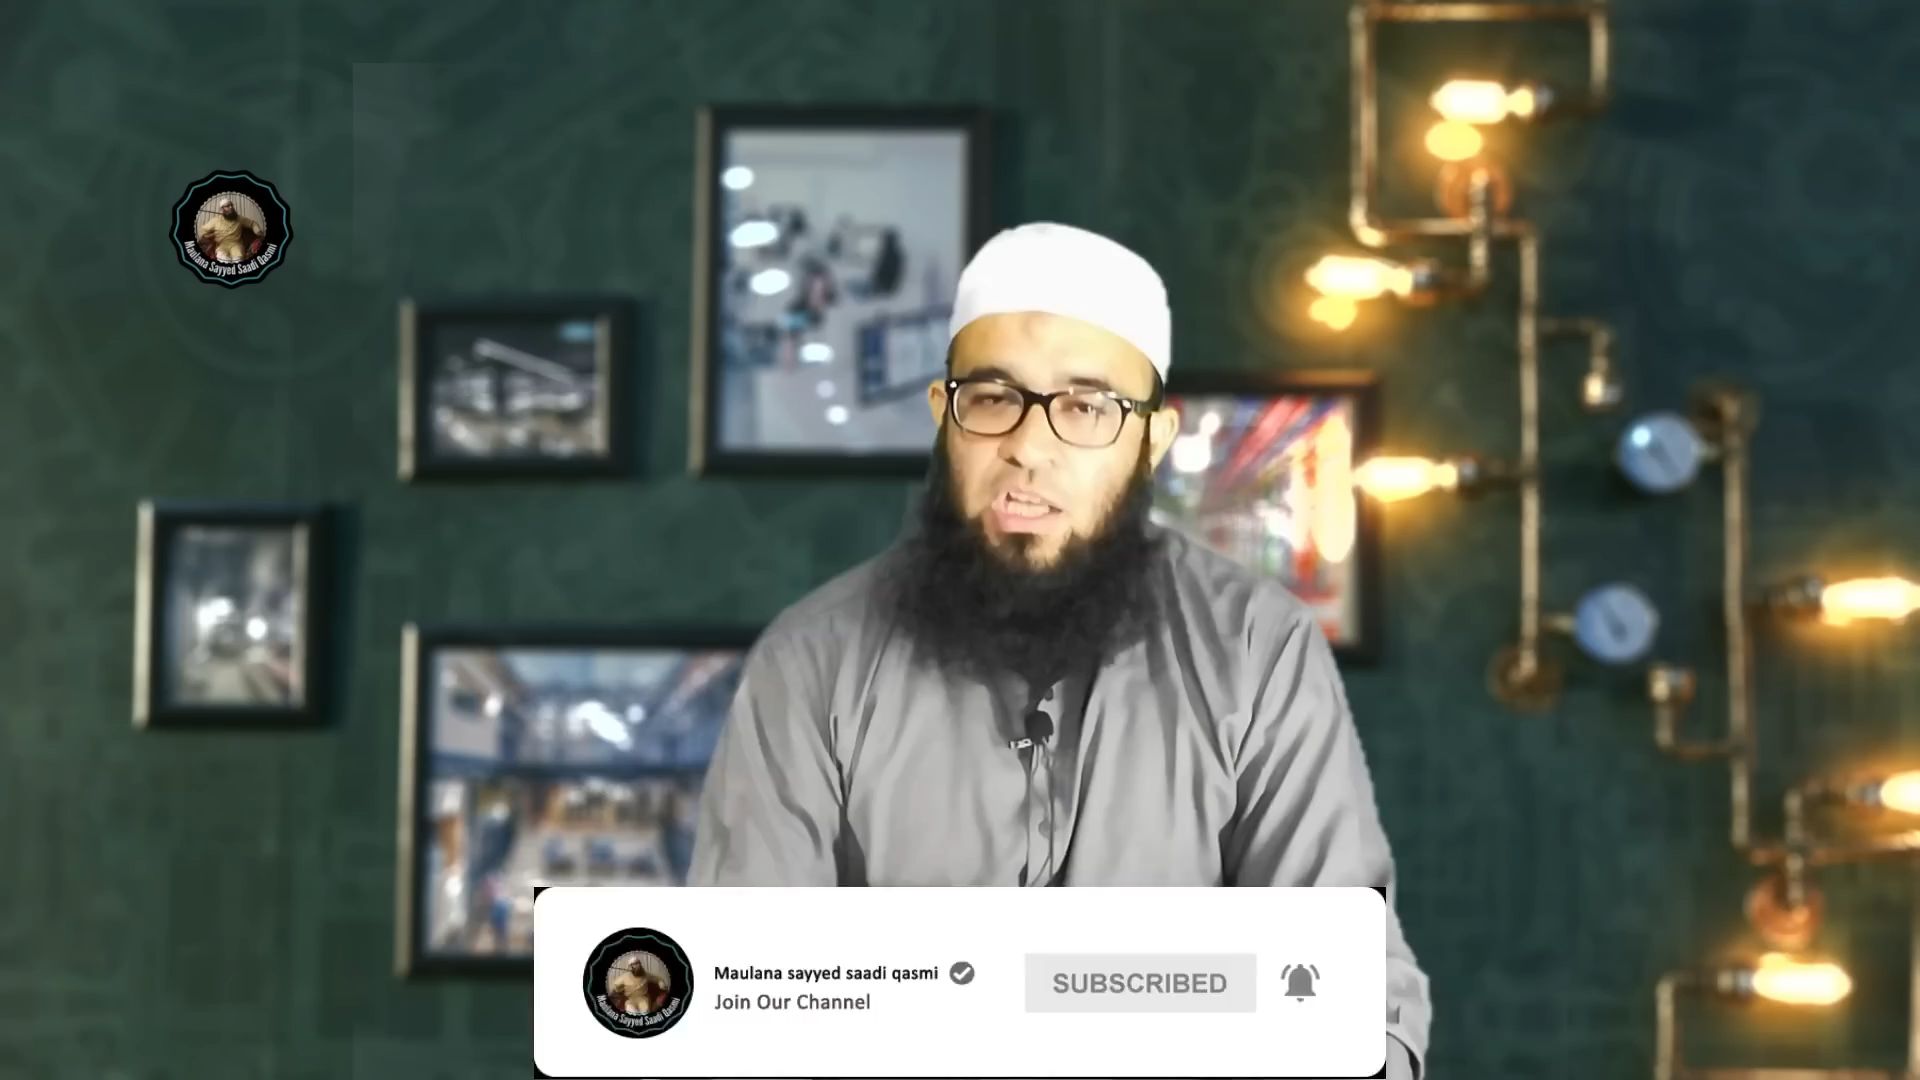 Maulana Sayyed Saadi Qasmi
Maulana sayyed saadi qasmi
Join Our Channel
SUBSCRIBED
Maulana Sayyed Saadi Qasmi